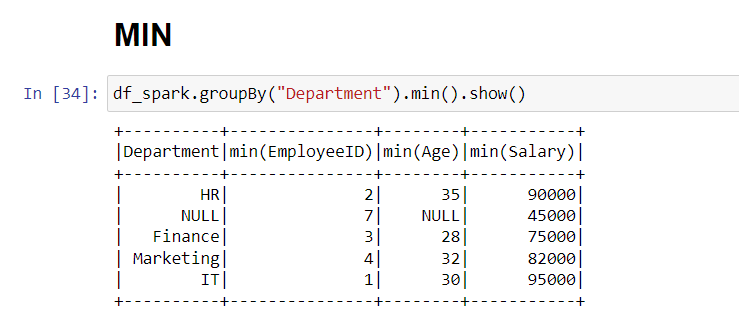 MIN
In [34]: df_spark.groupBy("Department").min().show()
+----------+---------------+--------+-----------+
|Department|min(EmployeeID)|min(Age)|min(Salary)|
+----------+---------------+--------+-----------+
|        HR|              2|      35|      90000|
|      NULL|              7|    NULL|      45000|
|   Finance|              3|      28|      75000|
| Marketing|              4|      32|      82000|
|        IT|              1|      30|      95000|
+----------+---------------+--------+-----------+